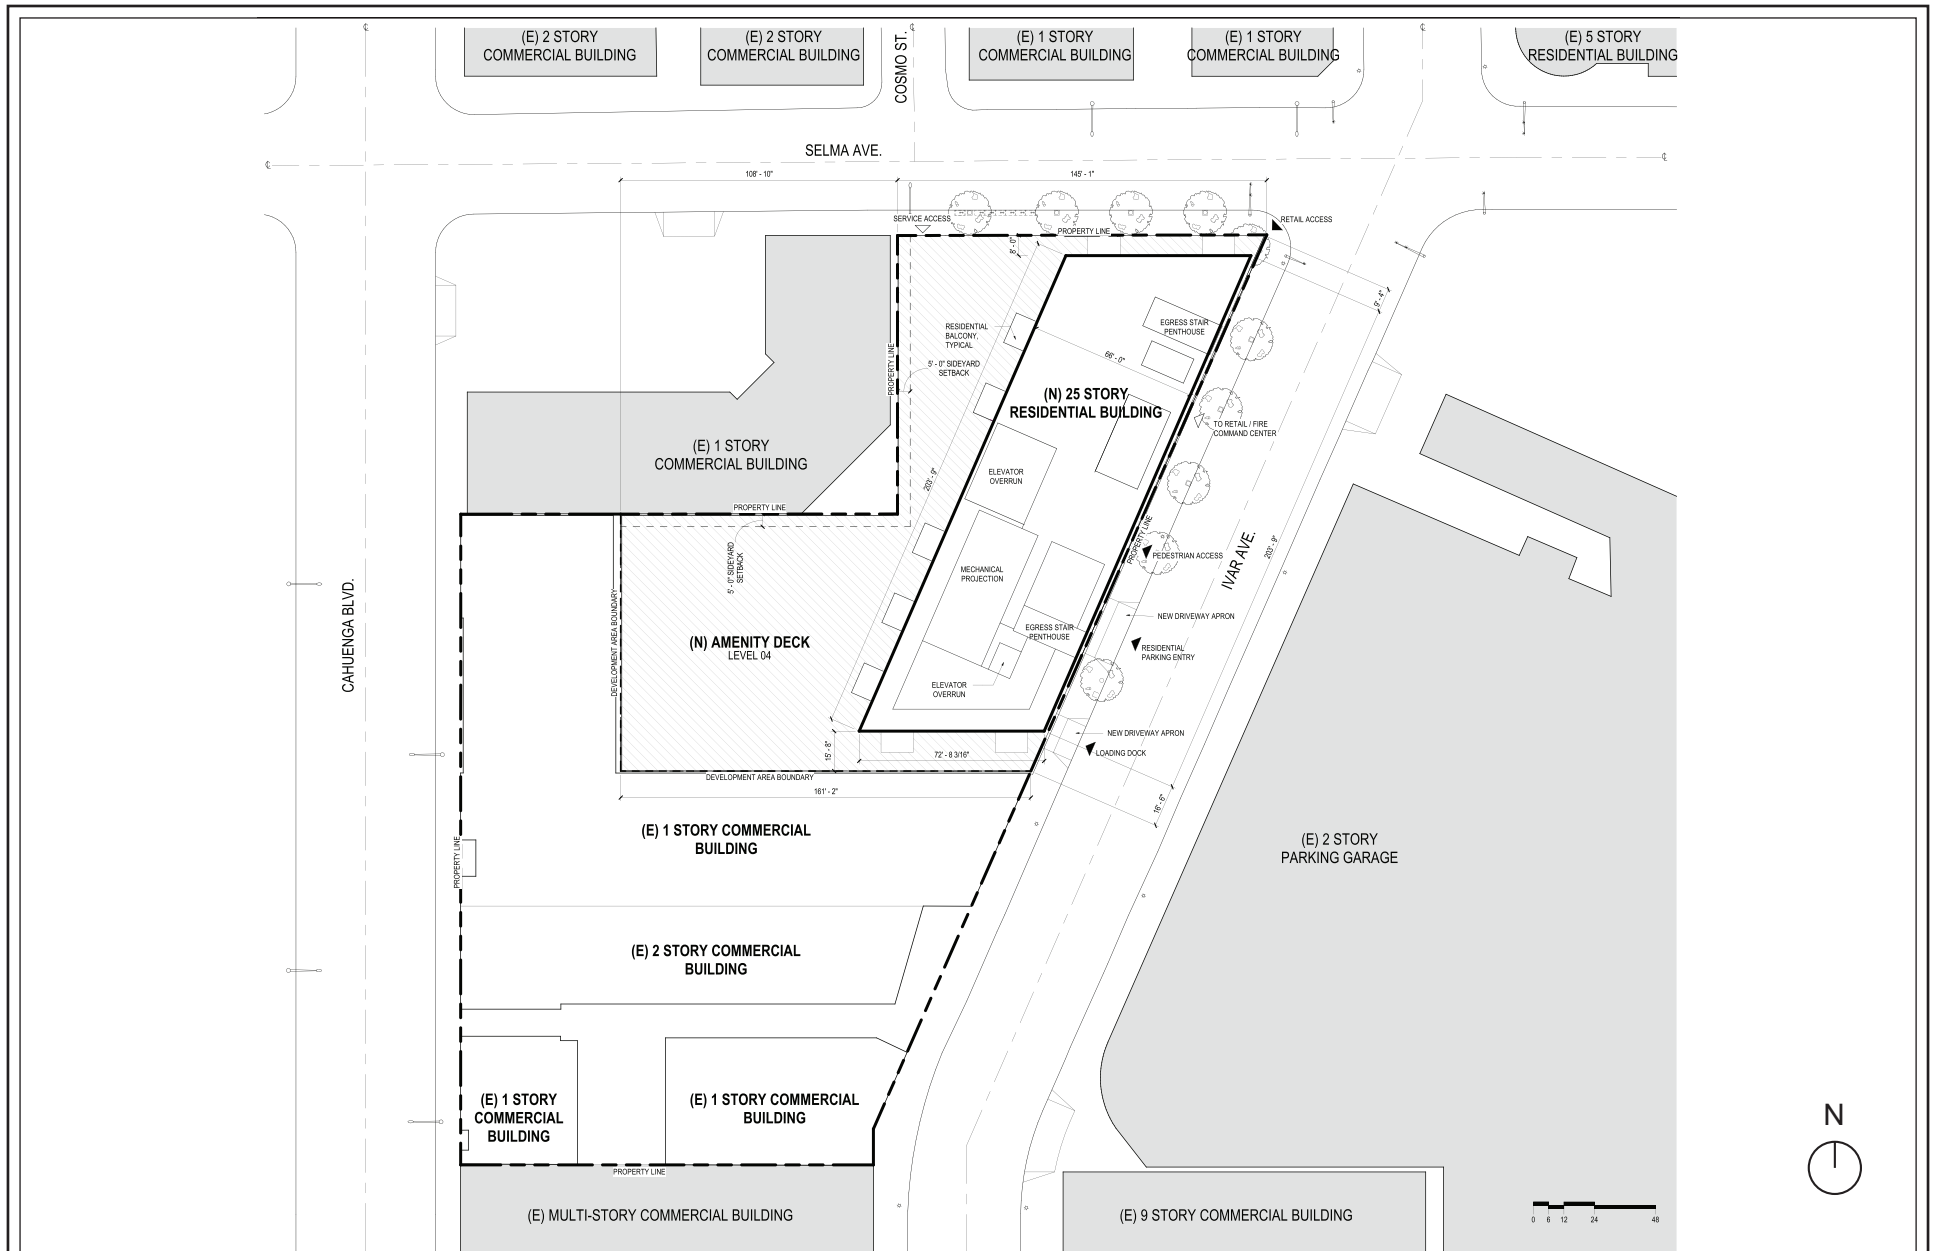 (E) 2 STORY
COMMERCIAL BUILDING
(E) 2 STORY
COMMERCIAL BUILDING
COSMO ST.
(E) 1 STORY
COMMERCIAL BUILDING
(E) 1 STORY
COMMERCIAL BUILDING
(E) 5 STORY
RESIDENTIAL BUILDING
SELMA AVE.
108' - 10"
145' - 1"
SERVICE ACCESS
PROPERTY LINE
RETAIL ACCESS
8' - 0"
9' - 4"
RESIDENTIAL
BALCONY,
TYPICAL
EGRESS STAIR
PENTHOUSE
66' - 0"
PROPERTY LINE
5' - 0" SIDEYARD
SETBACK
(N) 25 STORY
RESIDENTIAL BUILDING
TO RETAIL / FIRE
COMMAND CENTER
(E) 1 STORY
COMMERCIAL BUILDING
ELEVATOR
OVERRUN
203' - 9"
PROPERTY LINE
5' - 0" SIDEYARD
SETBACK
PROPERTY LINE
PEDESTRIAN ACCESS
IVAR AVE.
203' - 9"
MECHANICAL
PROJECTION
CAHUENGA BLVD.
DEVELOPMENT AREA BOUNDARY
NEW DRIVEWAY APRON
(N) AMENITY DECK
LEVEL 04
EGRESS STAIR
PENTHOUSE
RESIDENTIAL
PARKING ENTRY
ELEVATOR
OVERRUN
NEW DRIVEWAY APRON
LOADING DOCK
15' - 8"
72' - 8 3/16"
DEVELOPMENT AREA BOUNDARY
161' - 2"
16' - 6"
(E) 1 STORY COMMERCIAL
BUILDING
(E) 2 STORY
PARKING GARAGE
PROPERTY LINE
(E) 2 STORY COMMERCIAL
BUILDING
(E) 1 STORY
COMMERCIAL
BUILDING
(E) 1 STORY COMMERCIAL
BUILDING
N
PROPERTY LINE
(E) MULTI-STORY COMMERCIAL BUILDING
(E) 9 STORY COMMERCIAL BUILDING
0 6 12 24 48